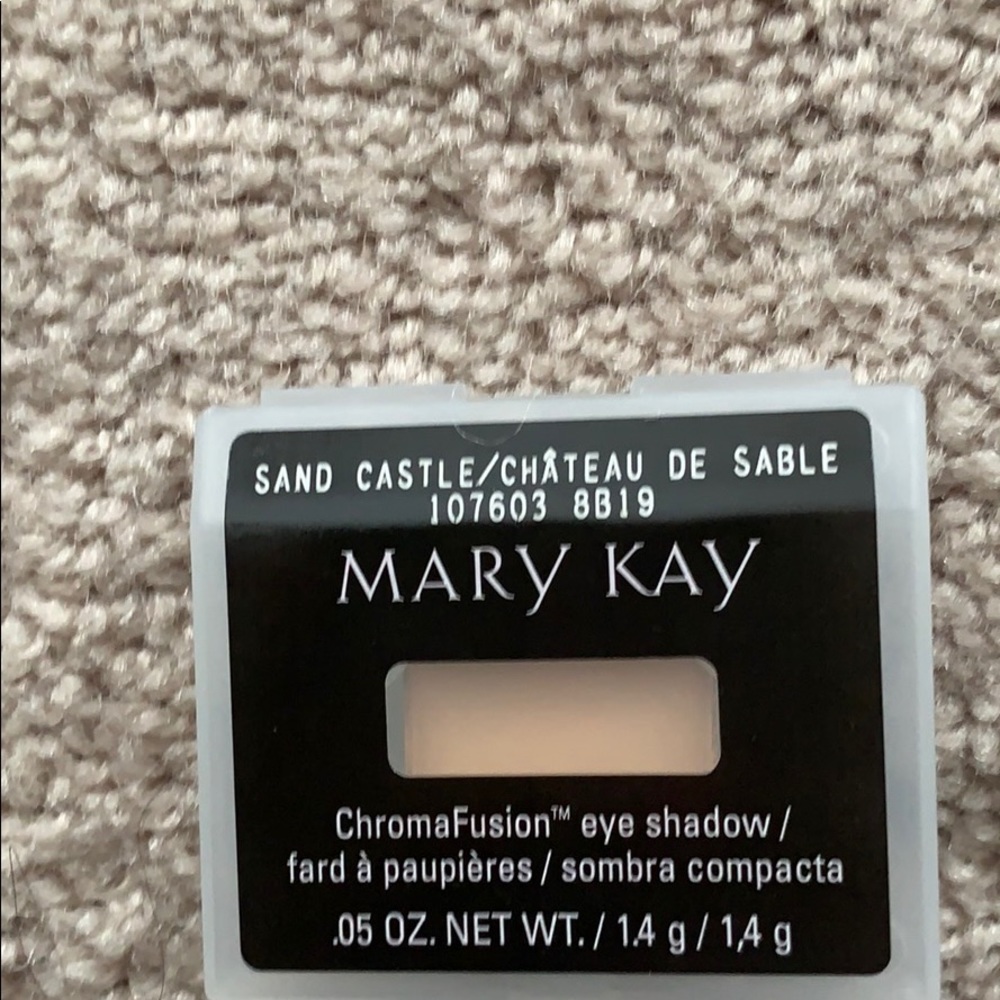 SAND CASTLE/CHÂTEAU DE SABLE
107603 8B19
MARY KAY
ChromaFusion™ eye shadow /
fard à paupières / sombra compacta
.05 OZ. NET WT. / 1.4 g / 1,4 g